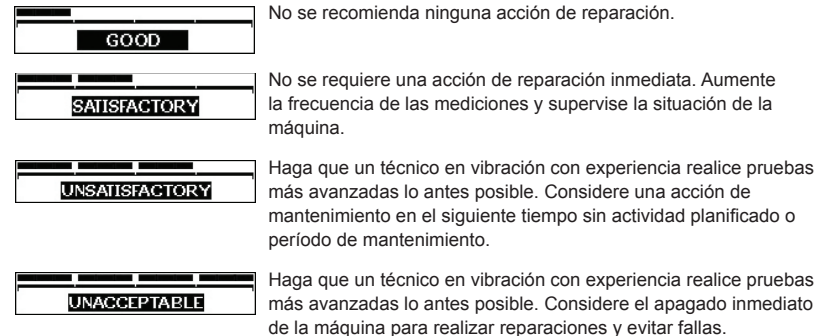 No se recomienda ninguna acción de reparación.
GOOD
No se requiere una acción de reparación inmediata. Aumente
la frecuencia de las mediciones y supervise la situación de la
máquina.
SATISFACTORY
Haga que un técnico en vibración con experiencia realice pruebas
más avanzadas lo antes posible. Considere una acción de
mantenimiento en el siguiente tiempo sin actividad planificado o
período de mantenimiento.
UNSATISFACTORY
Haga que un técnico en vibración con experiencia realice pruebas
más avanzadas lo antes posible. Considere el apagado inmediato
de la máquina para realizar reparaciones y evitar fallas.
UNACCEPTABLE